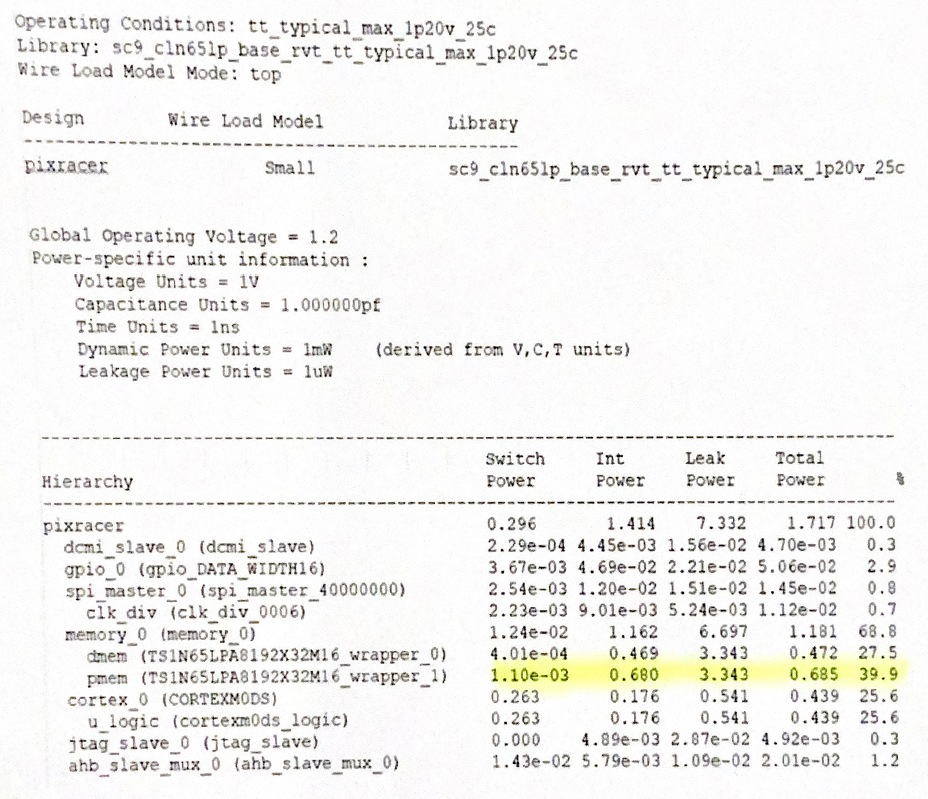 Operating Conditions: tt_typical_max_1p20v_25c
Library: sc9_cln65lp_base_rvt_tt_typical_max_1p20v_25c
Wire Load Model Mode: top
Design Wire Load Model Library
------------------------------------------------
pixracer Small sc9_cln65lp_base_rvt_tt_typical_max_1p20v_25c
Global Operating Voltage = 1.2
Power-specific unit information :
Voltage Units = 1V
Capacitance Units = 1.000000pf
Time Units = 1ns
Dynamic Power Units = 1mW (derived from V,C,T units)
Leakage Power Units = 1uW
--------------------------------------------------------------------------------
Switch Int Leak Total
Hierarchy Power Power Power Power %
--------------------------------------------------------------------------------
pixracer 0.296 1.414 7.332 1.717 100.0
dcmi_slave_0 (dcmi_slave) 2.29e-04 4.45e-03 1.56e-02 4.70e-03 0.3
gpio_0 (gpio_DATA_WIDTH16) 3.67e-03 4.69e-02 2.21e-02 5.06e-02 2.9
spi_master_0 (spi_master_40000000) 2.54e-03 1.20e-02 1.51e-02 1.45e-02 0.8
clk_div (clk_div_0006) 2.23e-03 9.01e-03 5.24e-03 1.12e-02 0.7
memory_0 (memory_0) 1.24e-02 1.162 6.697 1.181 68.8
dmem (TS1N65LPA8192X32M16_wrapper_0) 4.01e-04 0.469 3.343 0.472 27.5
pmem (TS1N65LPA8192X32M16_wrapper_1) 1.10e-03 0.680 3.343 0.685 39.9
cortex_0 (CORTEXM0DS) 0.263 0.176 0.541 0.439 25.6
u_logic (cortexm0ds_logic) 0.263 0.176 0.541 0.439 25.6
jtag_slave_0 (jtag_slave) 0.000 4.89e-03 2.87e-02 4.92e-03 0.3
ahb_slave_mux_0 (ahb_slave_mux_0) 1.43e-02 5.79e-03 1.09e-02 2.01e-02 1.2